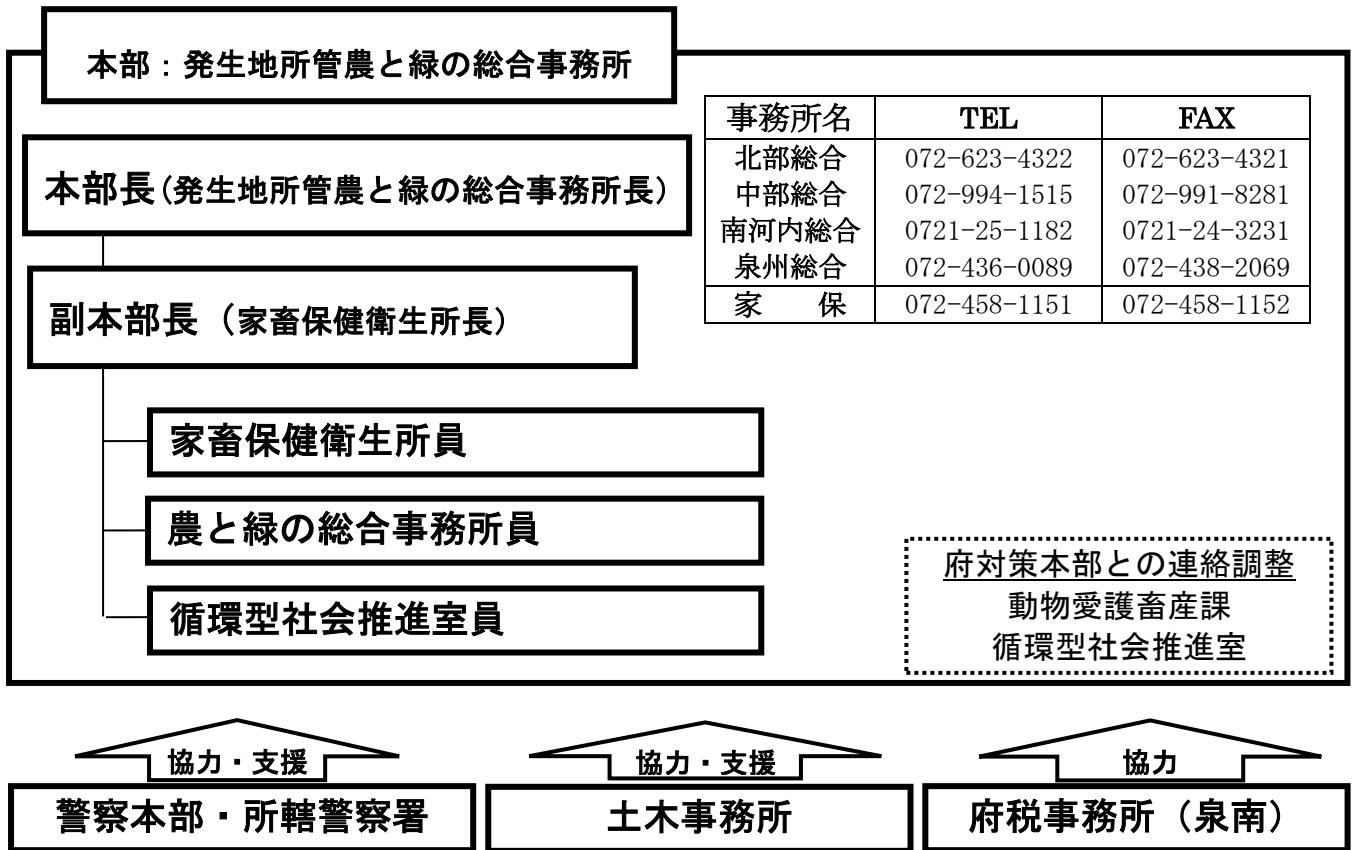 本部：発生地所管農と緑の総合事務所
本部長（発生地所管農と緑の総合事務所長）
副本部長（家畜保健衛生所長）
家畜保健衛生所員
農と緑の総合事務所員
循環型社会推進室員
事務所名 TEL FAX
北部総合 072-623-4322 072-623-4321
中部総合 072-994-1515 072-991-8281
南河内総合 0721-25-1182 0721-24-3231
泉州総合 072-436-0089 072-438-2069
家　保 072-458-1151 072-458-1152
府対策本部との連絡調整
動物愛護畜産課
循環型社会推進室
協力・支援
警察本部・所轄警察署
協力・支援
土木事務所
協力
府税事務所（泉南）